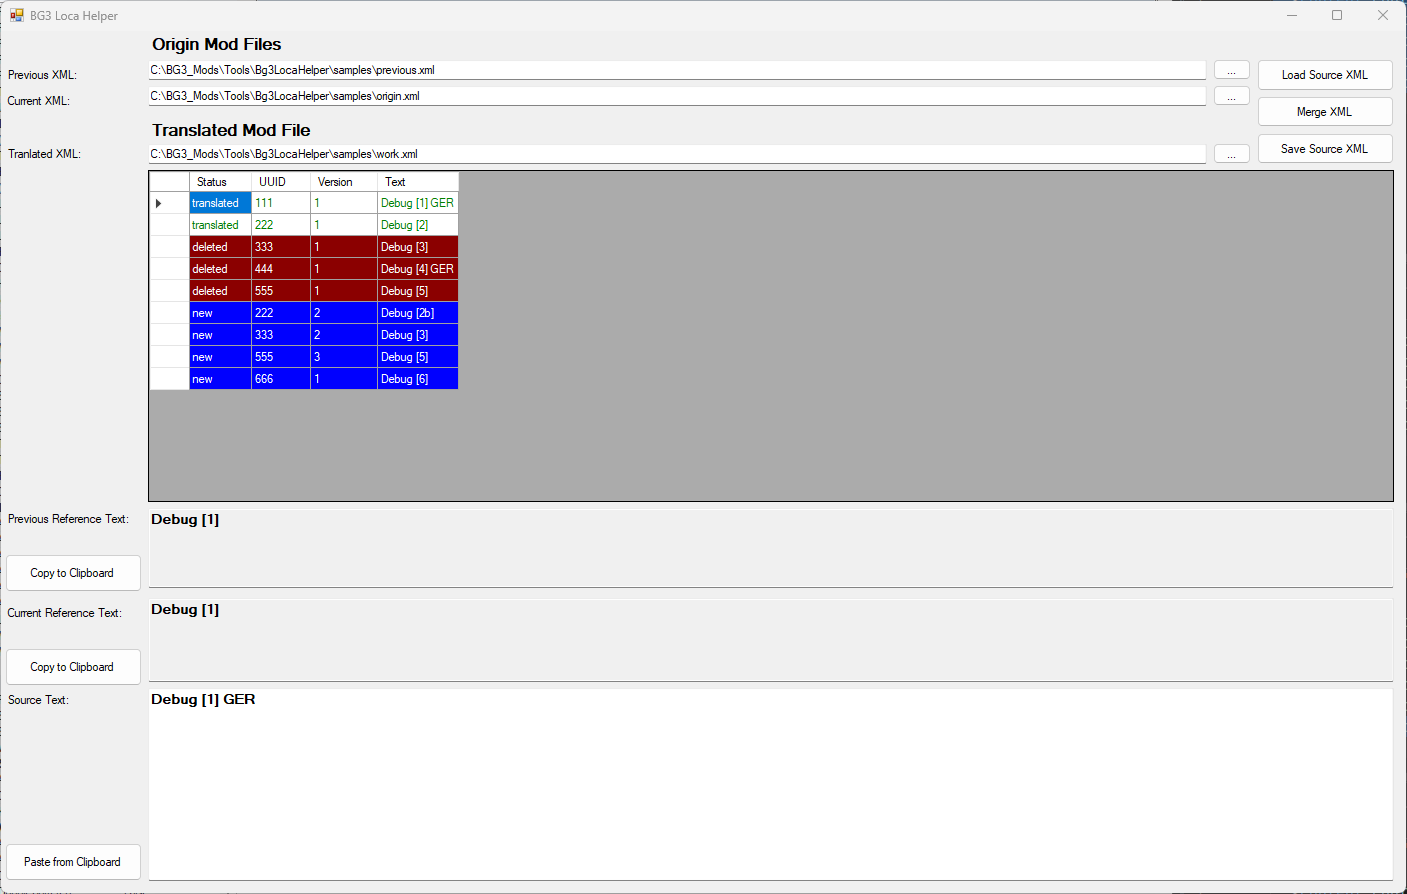 BG3 Loca Helper
Origin Mod Files
Previous XML:
C:\BG3_Mods\Tools\Bg3LocaHelper\samples\previous.xml
...
Load Source XML
Current XML:
C:\BG3_Mods\Tools\Bg3LocaHelper\samples\origin.xml
...
Merge XML
Translated Mod File
Tranlated XML:
C:\BG3_Mods\Tools\Bg3LocaHelper\samples\work.xml
...
Save Source XML
Status UUID Version Text
translated 111 1 Debug [1] GER
translated 222 1 Debug [2]
deleted 333 1 Debug [3]
deleted 444 1 Debug [4] GER
deleted 555 1 Debug [5]
new 222 2 Debug [2b]
new 333 2 Debug [3]
new 555 3 Debug [5]
new 666 1 Debug [6]
Previous Reference Text:
Debug [1]
Copy to Clipboard
Current Reference Text:
Debug [1]
Copy to Clipboard
Source Text:
Debug [1] GER
Paste from Clipboard